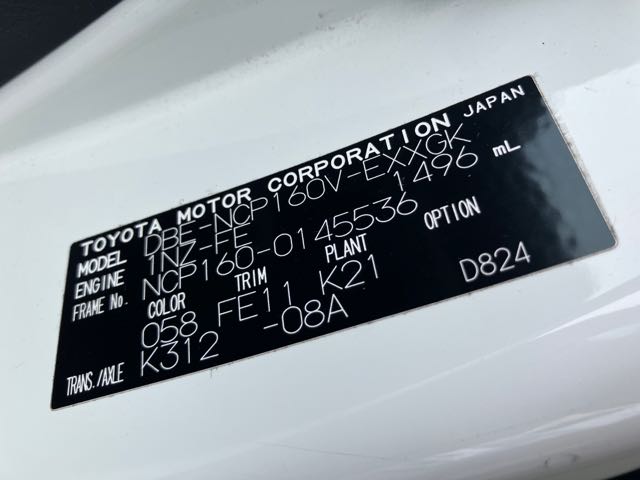 TOYOTA MOTOR CORPORATION JAPAN
MODEL DBE-NCP160V-EXXGK
ENGINE 1NZ-FE 1496 mL
FRAME No. NCP160-0145536
COLOR TRIM PLANT OPTION
058 FE11 K21 D824
TRANS./AXLE K312 -08A